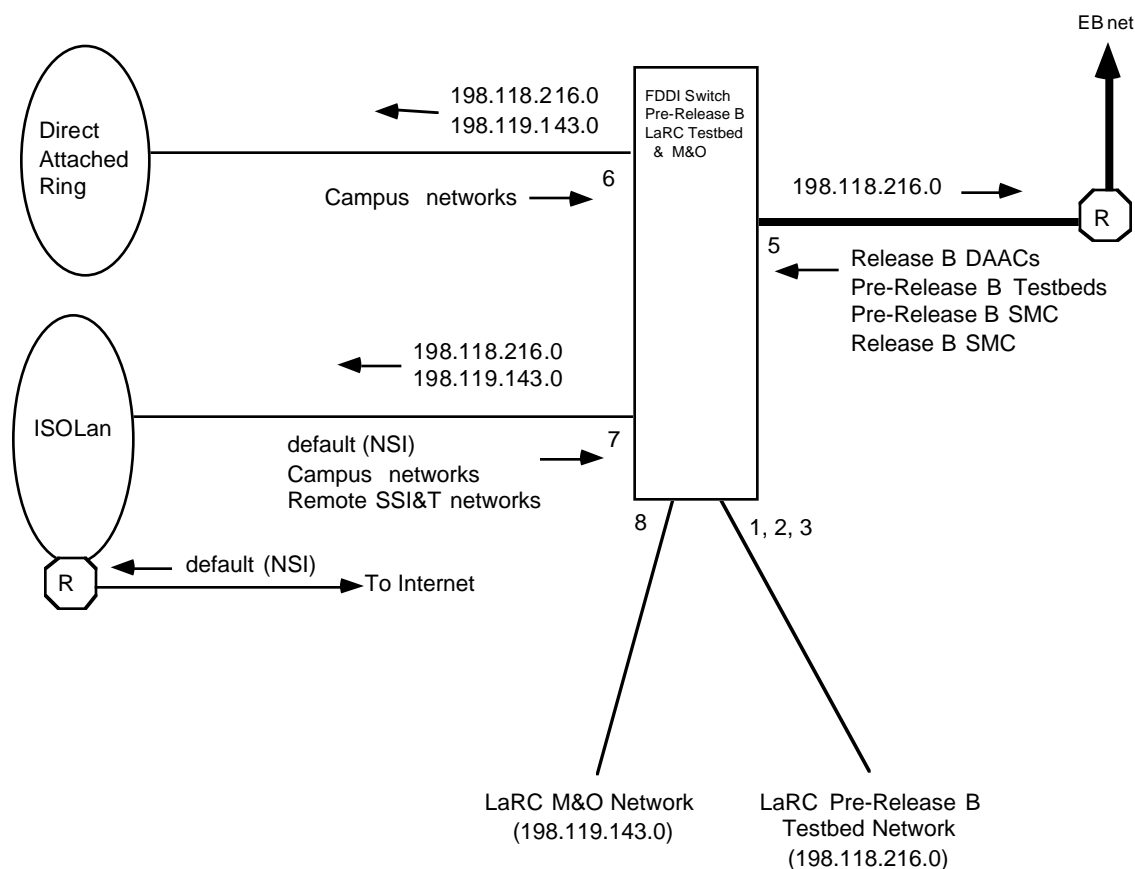 EBnet
FDDI Switch
Pre-Release B
LaRC Testbed
& M&O
198.118.216.0
198.119.143.0
Direct
Attached
Ring
6
Campus networks
198.118.216.0
R
5
Release B DAACs
Pre-Release B Testbeds
Pre-Release B SMC
Release B SMC
198.118.216.0
198.119.143.0
ISOLan
7
default (NSI)
Campus networks
Remote SSI&T networks
8
1, 2, 3
default (NSI)
R
To Internet
LaRC M&O Network
(198.119.143.0)
LaRC Pre-Release B
Testbed Network
(198.118.216.0)